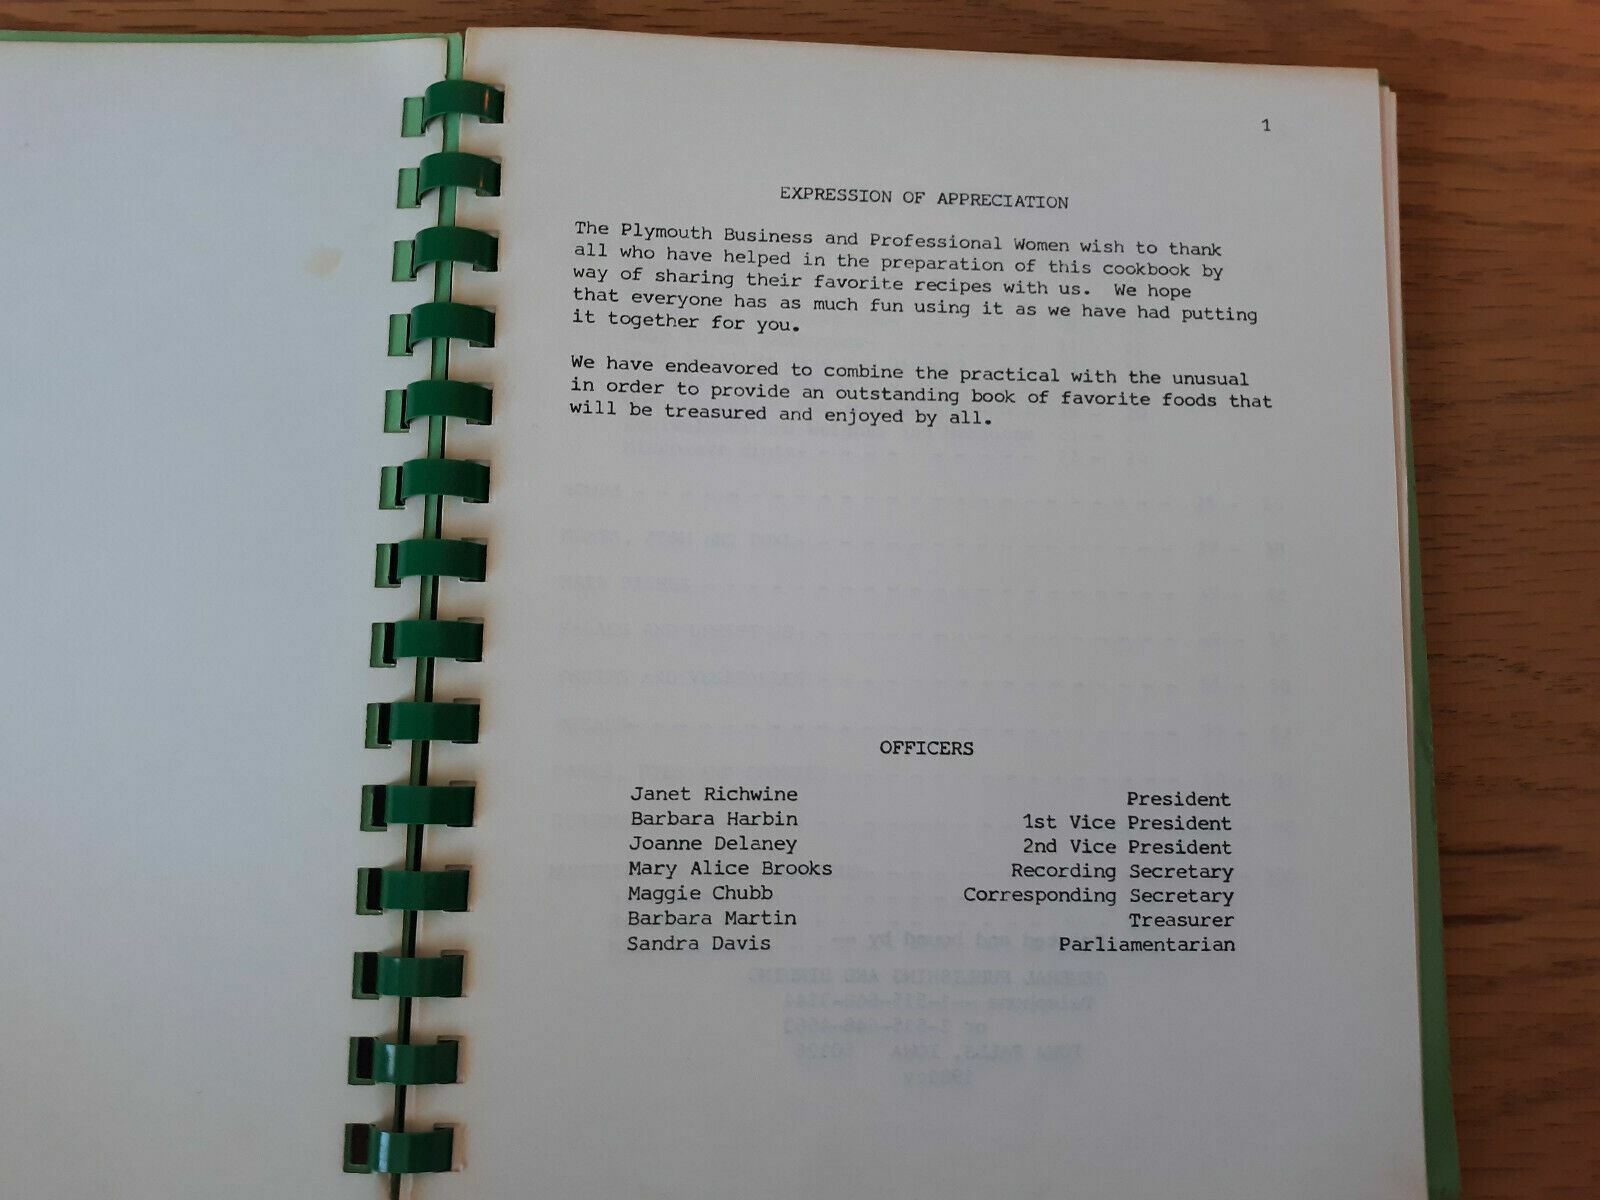 1
EXPRESSION OF APPRECIATION
The Plymouth Business and Professional Women wish to thank
all who have helped in the preparation of this cookbook by
way of sharing their favorite recipes with us. We hope
that everyone has as much fun using it as we have had putting
it together for you.
We have endeavored to combine the practical with the unusual
in order to provide an outstanding book of favorite foods that
will be treasured and enjoyed by all.
OFFICERS
Janet Richwine President
Barbara Harbin 1st Vice President
Joanne Delaney 2nd Vice President
Mary Alice Brooks Recording Secretary
Maggie Chubb Corresponding Secretary
Barbara Martin Treasurer
Sandra Davis Parliamentarian